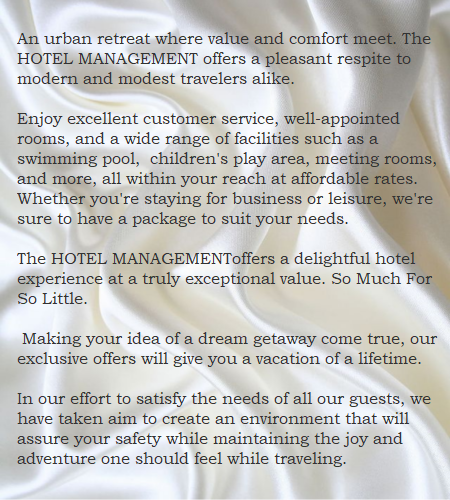 An urban retreat where value and comfort meet. The
HOTEL MANAGEMENT offers a pleasant respite to
modern and modest travelers alike.
Enjoy excellent customer service, well-appointed
rooms, and a wide range of facilities such as a
swimming pool,  children's play area, meeting rooms,
and more, all within your reach at affordable rates.
Whether you're staying for business or leisure, we're
sure to have a package to suit your needs.
The HOTEL MANAGEMENToffers a delightful hotel
experience at a truly exceptional value. So Much For
So Little.
Making your idea of a dream getaway come true, our
exclusive offers will give you a vacation of a lifetime.
In our effort to satisfy the needs of all our guests, we
have taken aim to create an environment that will
assure your safety while maintaining the joy and
adventure one should feel while traveling.